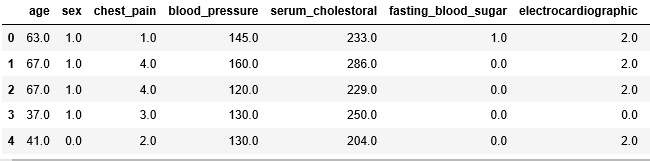 age sex chest_pain blood_pressure serum_cholestoral fasting_blood_sugar electrocardiographic
0 63.0 1.0 1.0 145.0 233.0 1.0 2.0
1 67.0 1.0 4.0 160.0 286.0 0.0 2.0
2 67.0 1.0 4.0 120.0 229.0 0.0 2.0
3 37.0 1.0 3.0 130.0 250.0 0.0 0.0
4 41.0 0.0 2.0 130.0 204.0 0.0 2.0